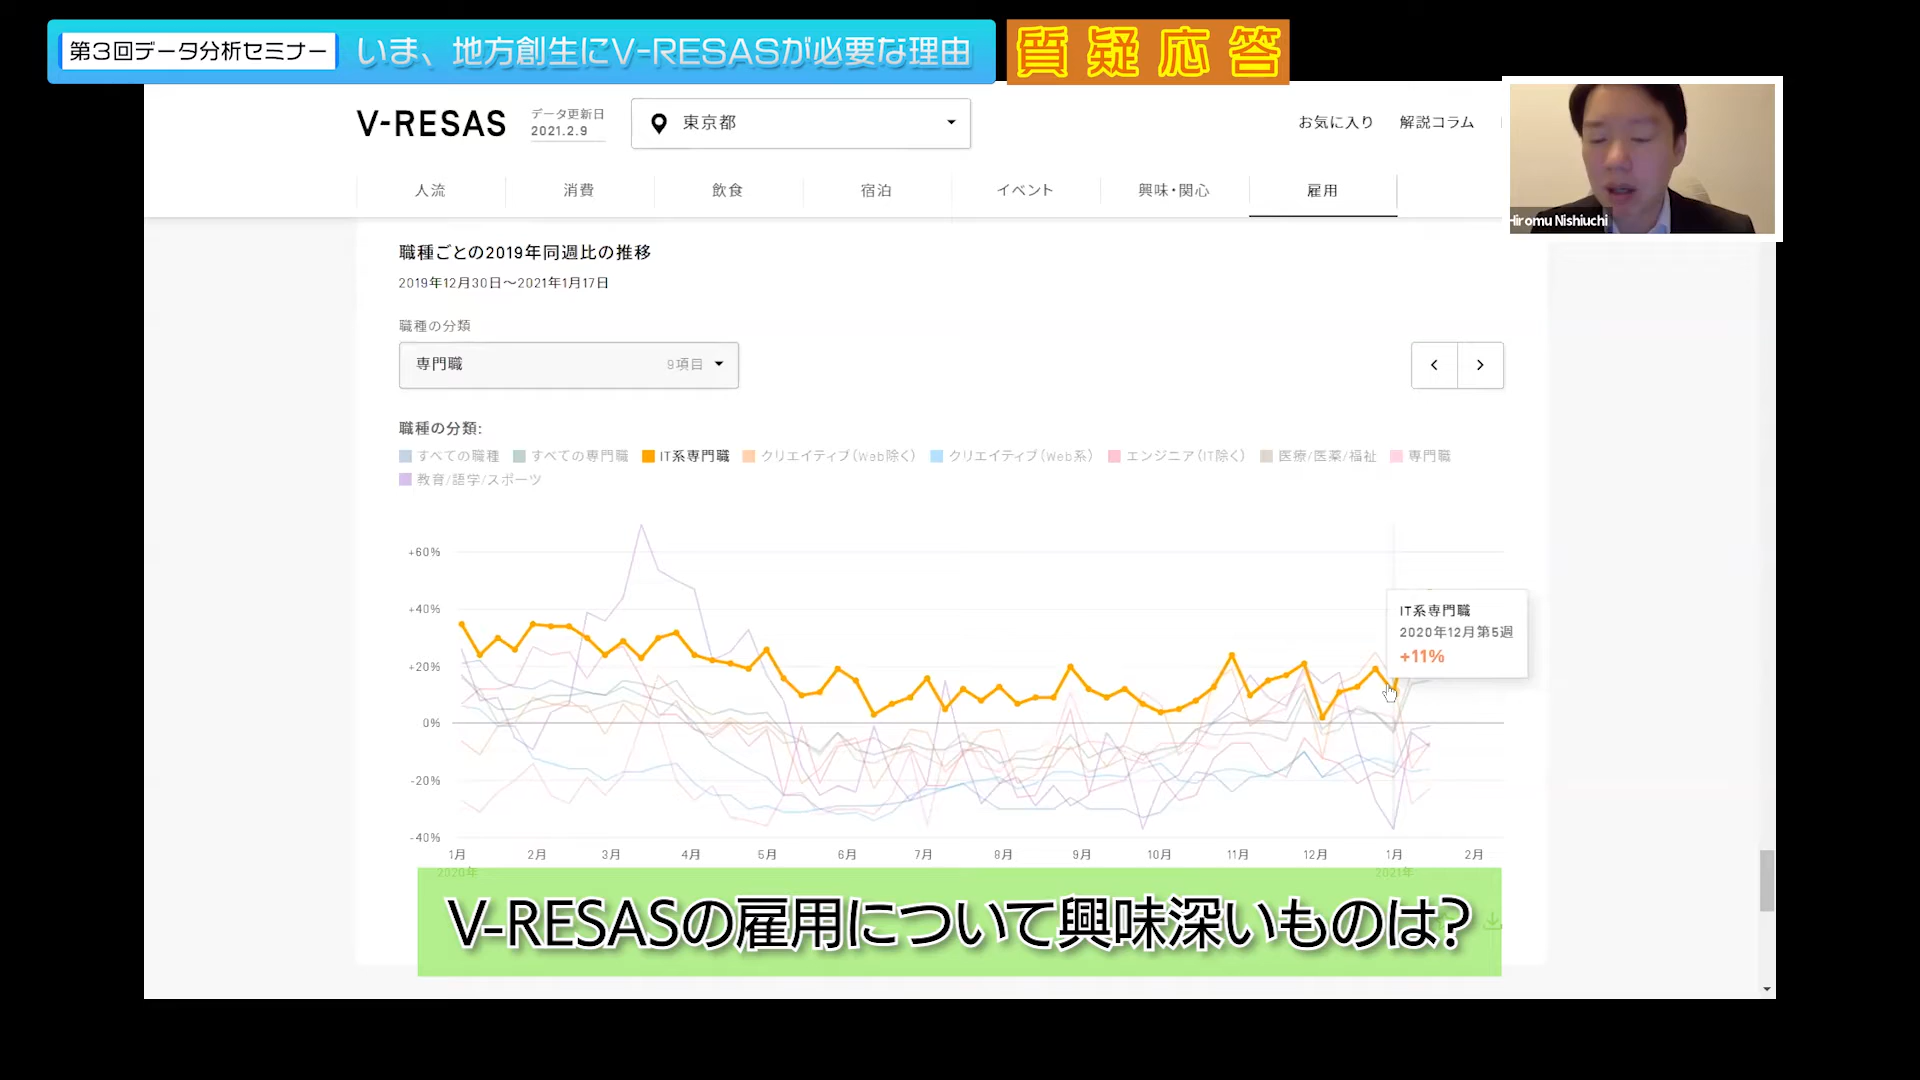 第3回データ分析セミナー いま、地方創生にV-RESASが必要な理由 質疑応答
V-RESAS データ更新日 2021.2.9 東京都 お気に入り 解説コラム
人流 消費 飲食 宿泊 イベント 興味・関心 雇用
Hiromu Nishiuchi
職種ごとの2019年同週比の推移
2019年12月30日〜2021年1月17日
職種の分類
専門職 9項目
職種の分類:
すべての職種 すべての専門職 IT系専門職 クリエイティブ(Web除く) クリエイティブ(Web系) エンジニア(IT除く) 医療/医薬/福祉 専門職
教育/語学/スポーツ
+60%
+40%
+20%
0%
-20%
-40%
IT系専門職
2020年12月第5週
+11%
1月 2月 3月 4月 5月 6月 7月 8月 9月 10月 11月 12月 1月 2月
2020年 2021年
V-RESASの雇用について興味深いものは?